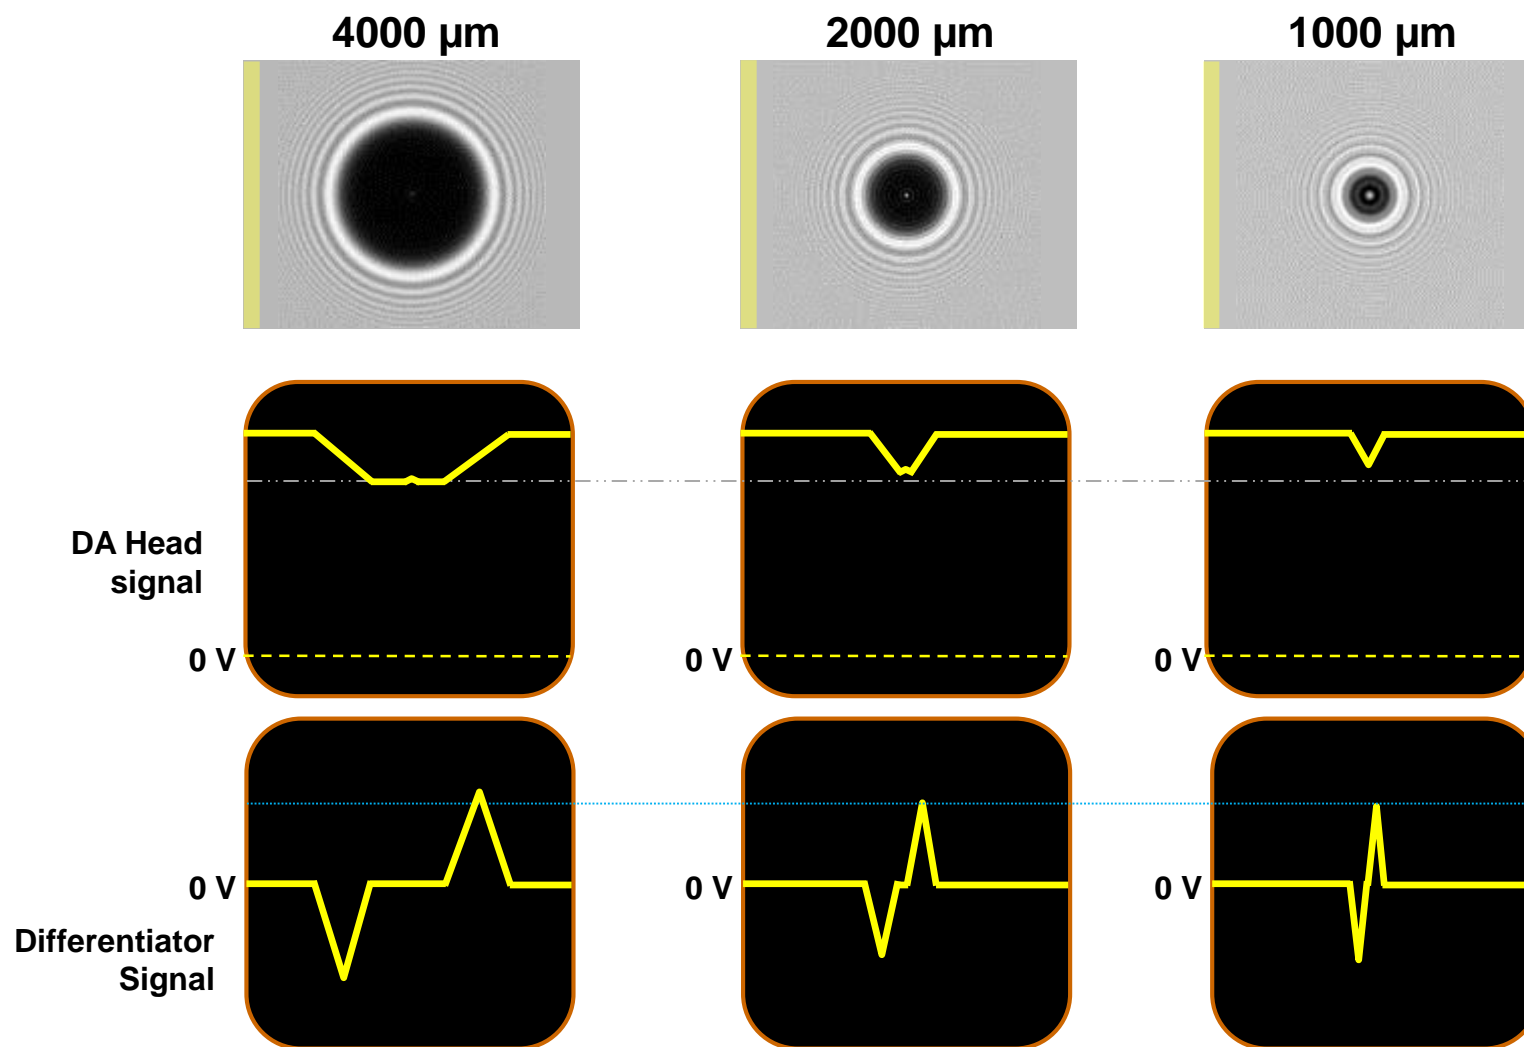 4000 µm
2000 µm
1000 µm
DA Head
signal
0 V
0 V
0 V
0 V
0 V
0 V
Differentiator
Signal